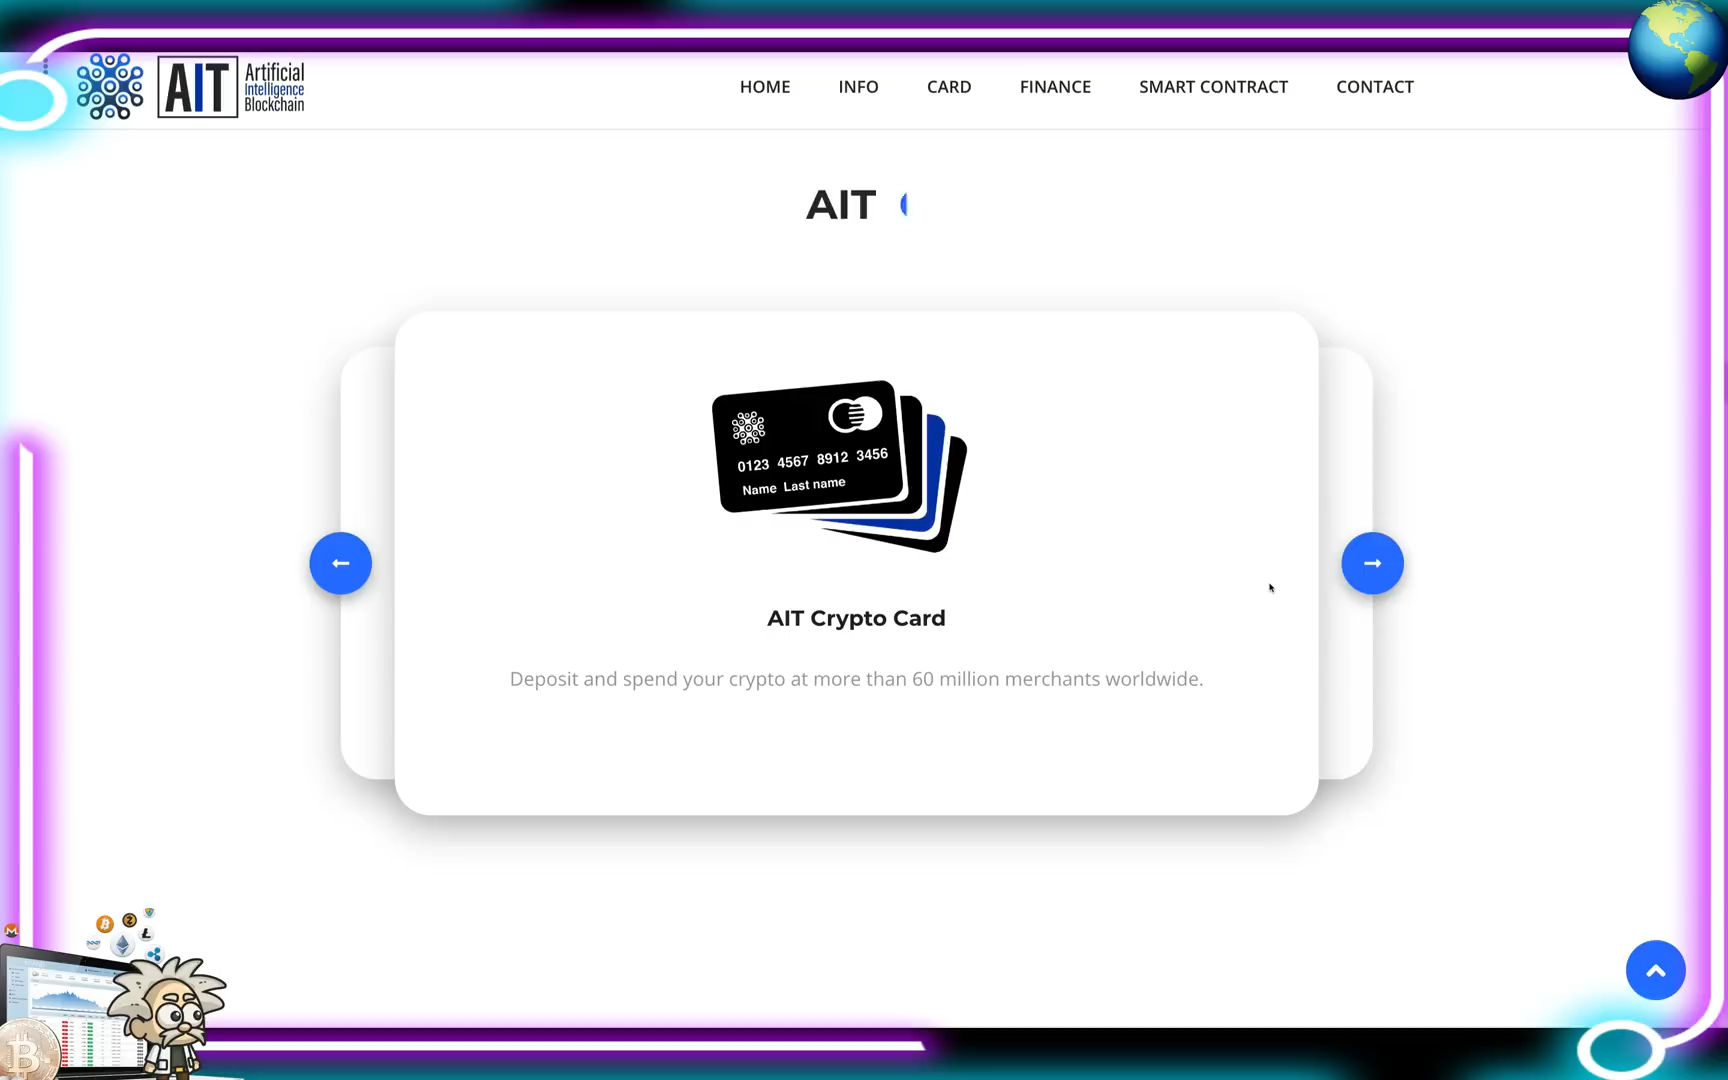 AIT
Artificial
Intelligence
Blockchain
HOME INFO CARD FINANCE SMART CONTRACT CONTACT
AIT
0123 4567 8912 3456
Name Last name
AIT Crypto Card
Deposit and spend your crypto at more than 60 million merchants worldwide.